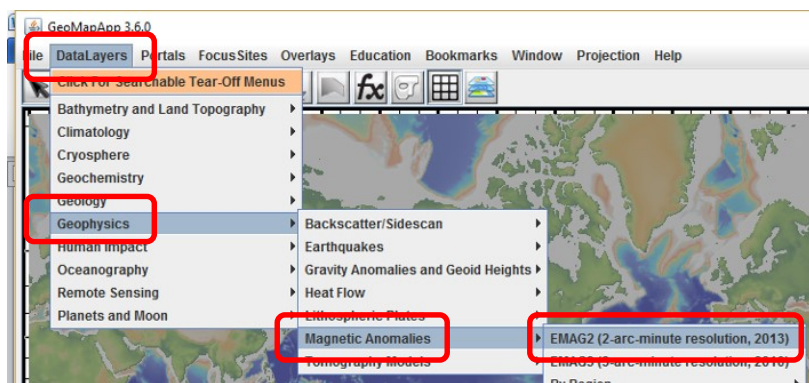 GeoMapApp 3.6.0
File DataLayers Portals FocusSites Overlays Education Bookmarks Window Projection Help
Click For Searchable Tear-Off Menus
fx
Bathymetry and Land Topography
Climatology
Cryosphere
Geochemistry
Geology
Geophysics
Human Impact
Oceanography
Remote Sensing
Planets and Moon
Backscatter/Sidescan
Earthquakes
Gravity Anomalies and Geoid Heights
Heat Flow
Lithospheric Plates
Magnetic Anomalies
Tomography Models
EMAG2 (2-arc-minute resolution, 2013)
By Region